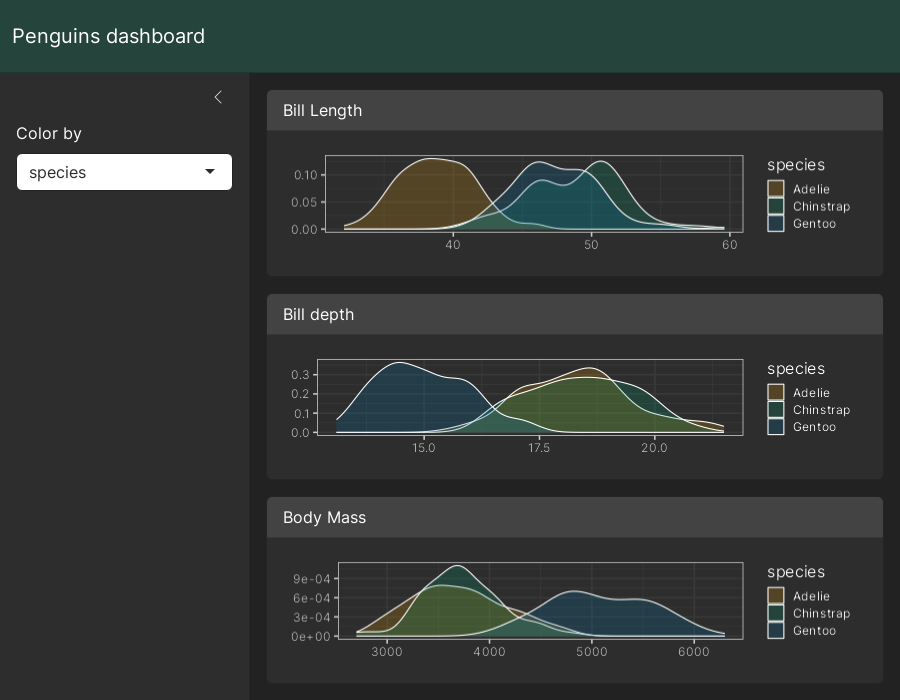 Penguins dashboard
Color by
species
Bill Length
0.10
0.05
0.00
40 50 60
species
Adelie
Chinstrap
Gentoo
Bill depth
0.3
0.2
0.1
0.0
15.0 17.5 20.0
species
Adelie
Chinstrap
Gentoo
Body Mass
9e-04
6e-04
3e-04
0e+00
3000 4000 5000 6000
species
Adelie
Chinstrap
Gentoo